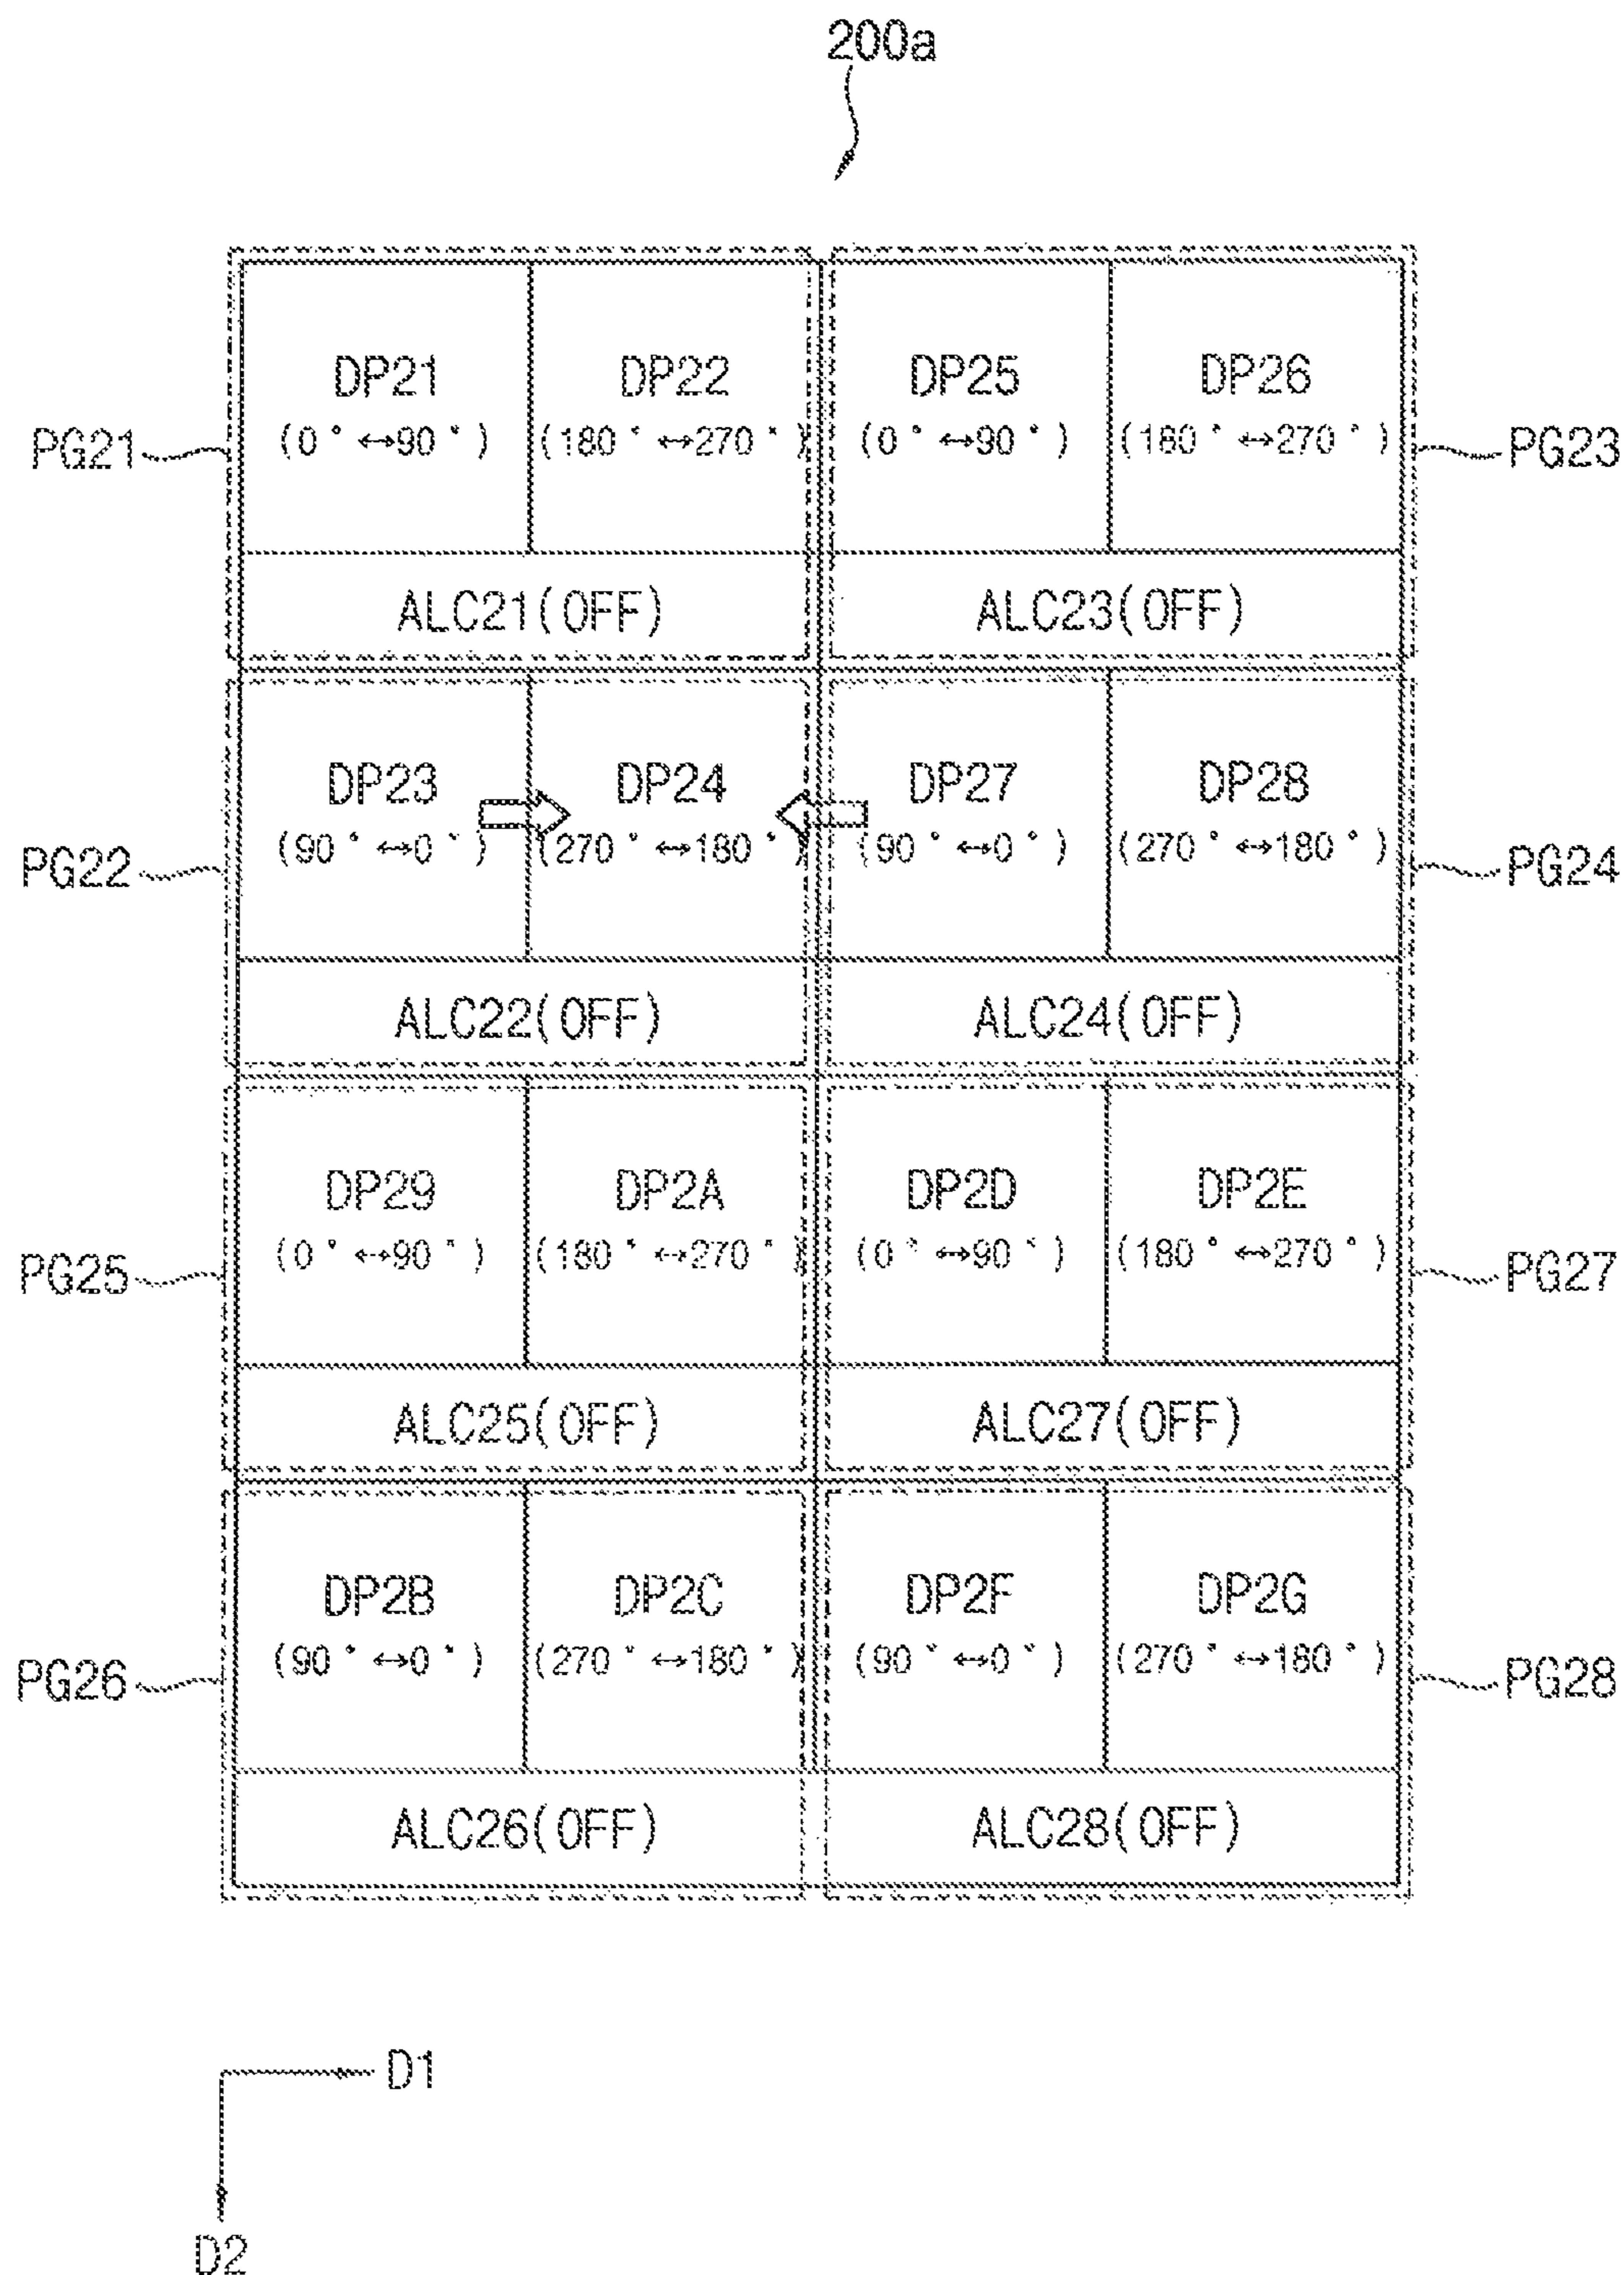 200a
DP21 DP22 DP25 DP26
PG21 (0°↔90°) (180°↔270°) (0°↔90°) (180°↔270°) PG23
ALC21(OFF) ALC23(OFF)
DP23 DP24 DP27 DP28
PG22 (90°↔0°) (270°↔180°) (90°↔0°) (270°↔180°) PG24
ALC22(OFF) ALC24(OFF)
DP29 DP2A DP2D DP2E
PG25 (0°↔90°) (180°↔270°) (0°↔90°) (180°↔270°) PG27
ALC25(OFF) ALC27(OFF)
DP2B DP2C DP2F DP2G
PG26 (90°↔0°) (270°↔180°) (90°↔0°) (270°↔180°) PG28
ALC26(OFF) ALC28(OFF)
D1
D2